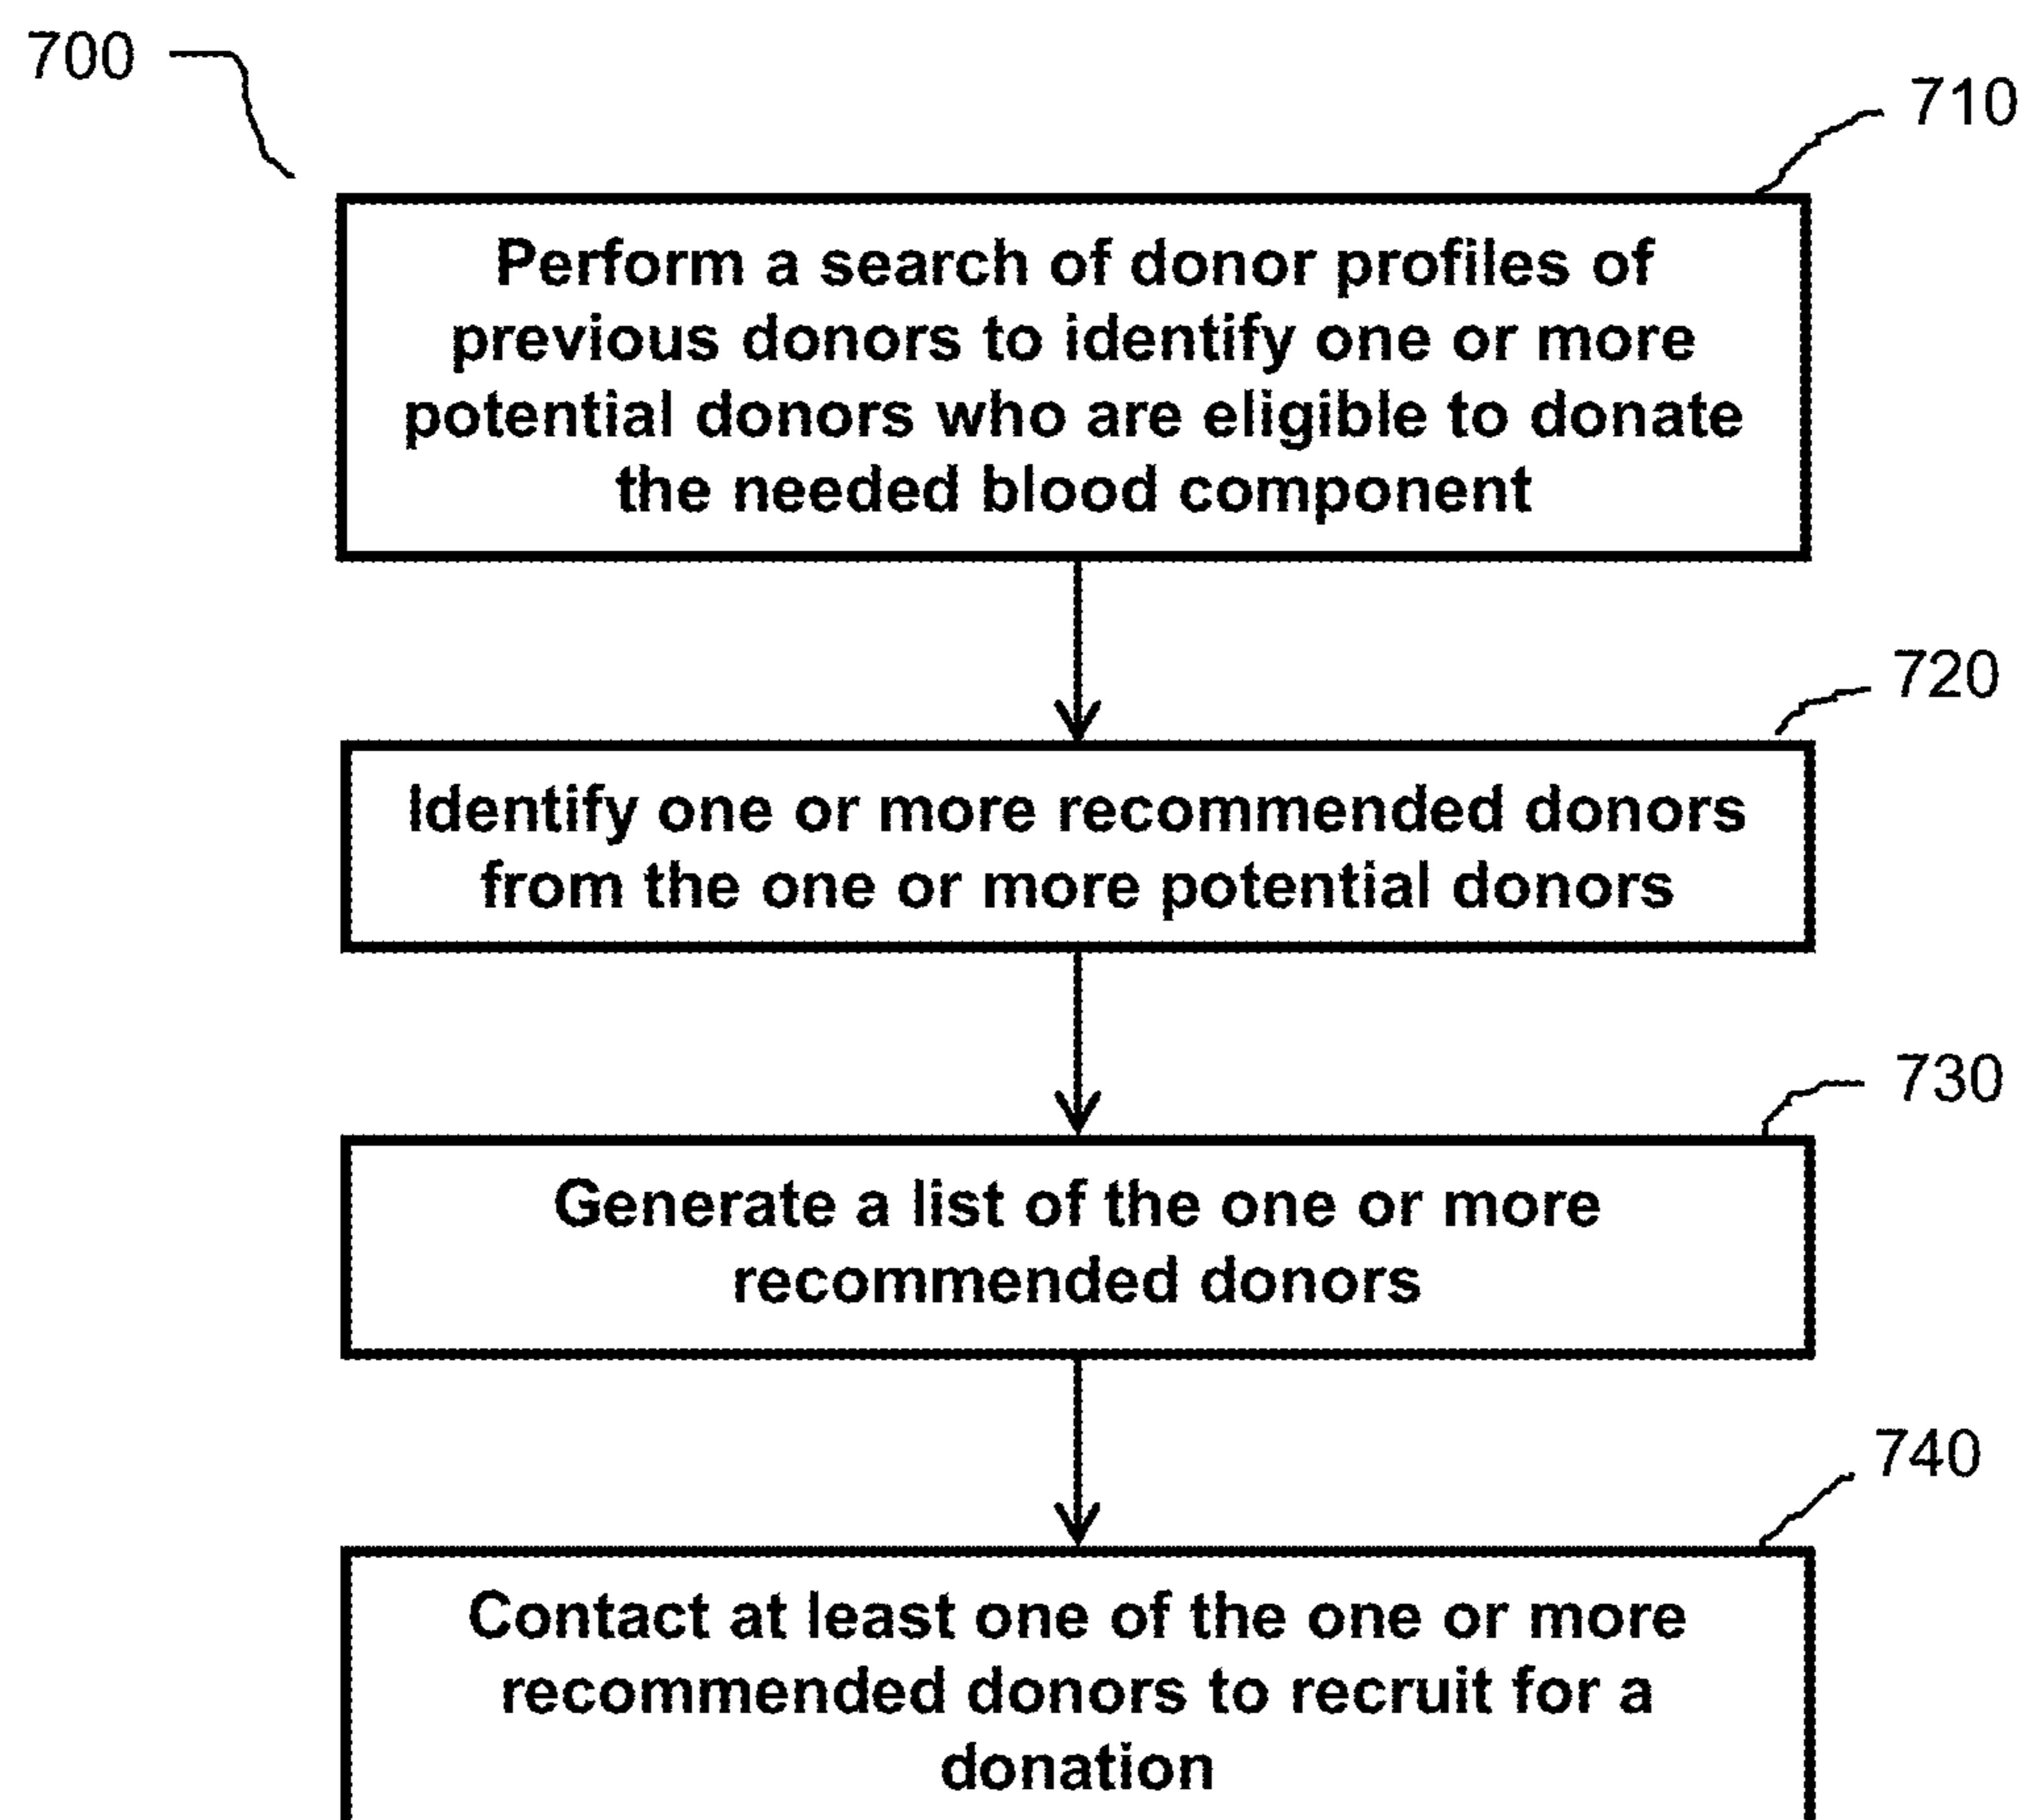 700
710
Perform a search of donor profiles of
previous donors to identify one or more
potential donors who are eligible to donate
the needed blood component
720
Identify one or more recommended donors
from the one or more potential donors
730
Generate a list of the one or more
recommended donors
740
Contact at least one of the one or more
recommended donors to recruit for a
donation